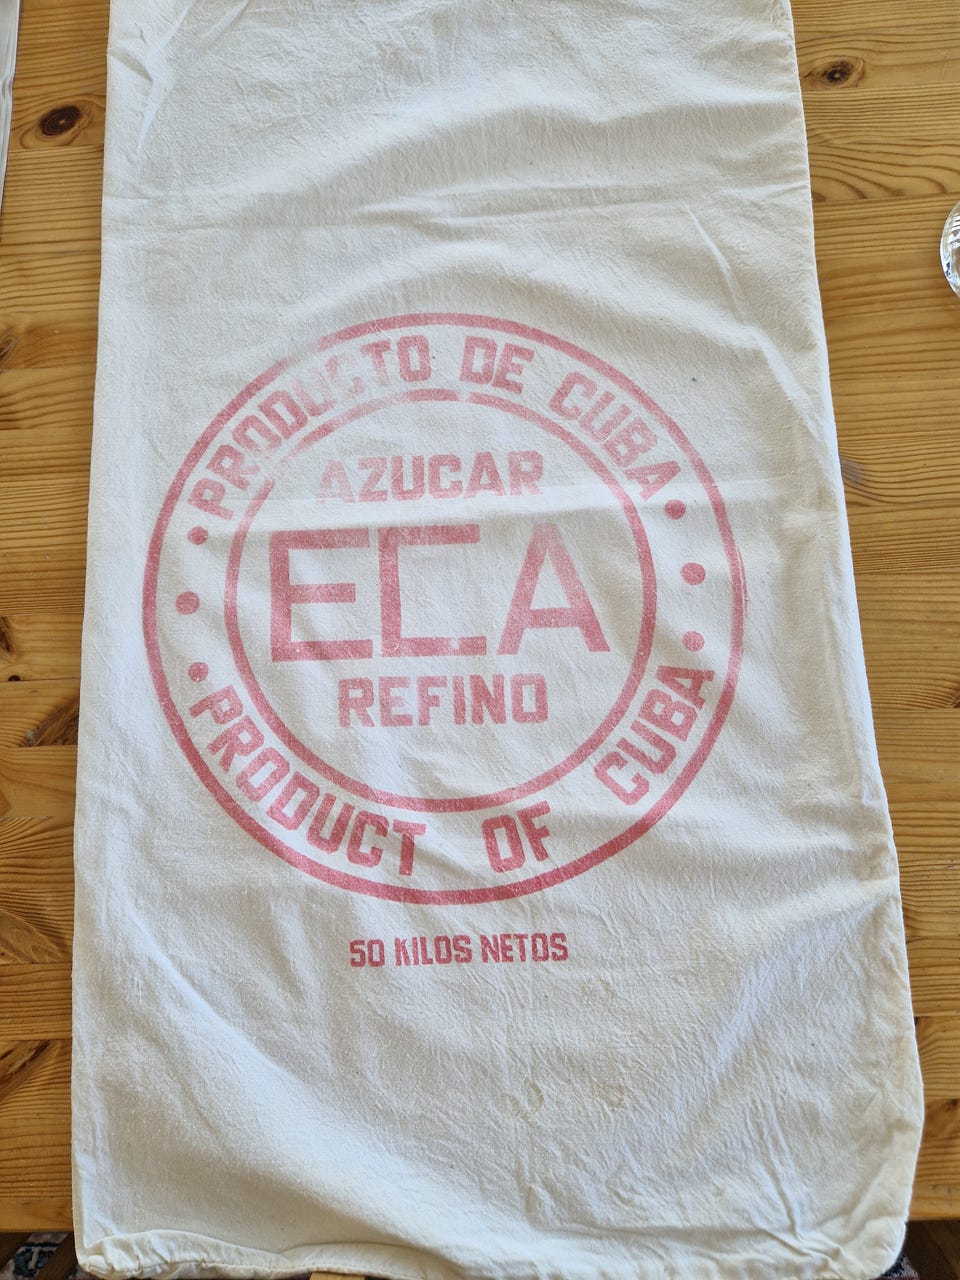 PRODUCTO DE CUBA
AZUCAR
ECA
REFINO
PRODUCT OF CUBA
50 KILOS NETOS